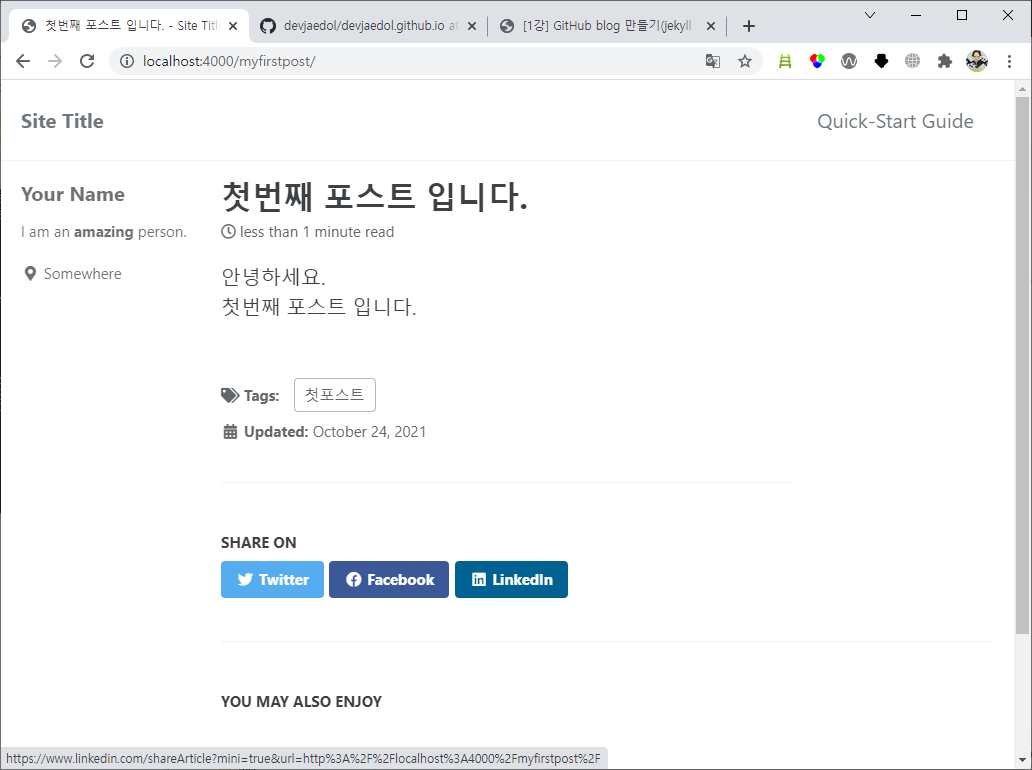 첫번째 포스트 입니다. - Site Title
devjaedol/devjaedol.github.io at
[1강] GitHub blog 만들기(jekyll
localhost:4000/myfirstpost/
Site Title
Quick-Start Guide
Your Name
I am an amazing person.
Somewhere
첫번째 포스트 입니다.
less than 1 minute read
안녕하세요.
첫번째 포스트 입니다.
Tags: 첫포스트
Updated: October 24, 2021
SHARE ON
Twitter Facebook LinkedIn
YOU MAY ALSO ENJOY
https://www.linkedin.com/shareArticle?mini=true&url=http%3A%2F%2Flocalhost%3A4000%2Fmyfirstpost%2F